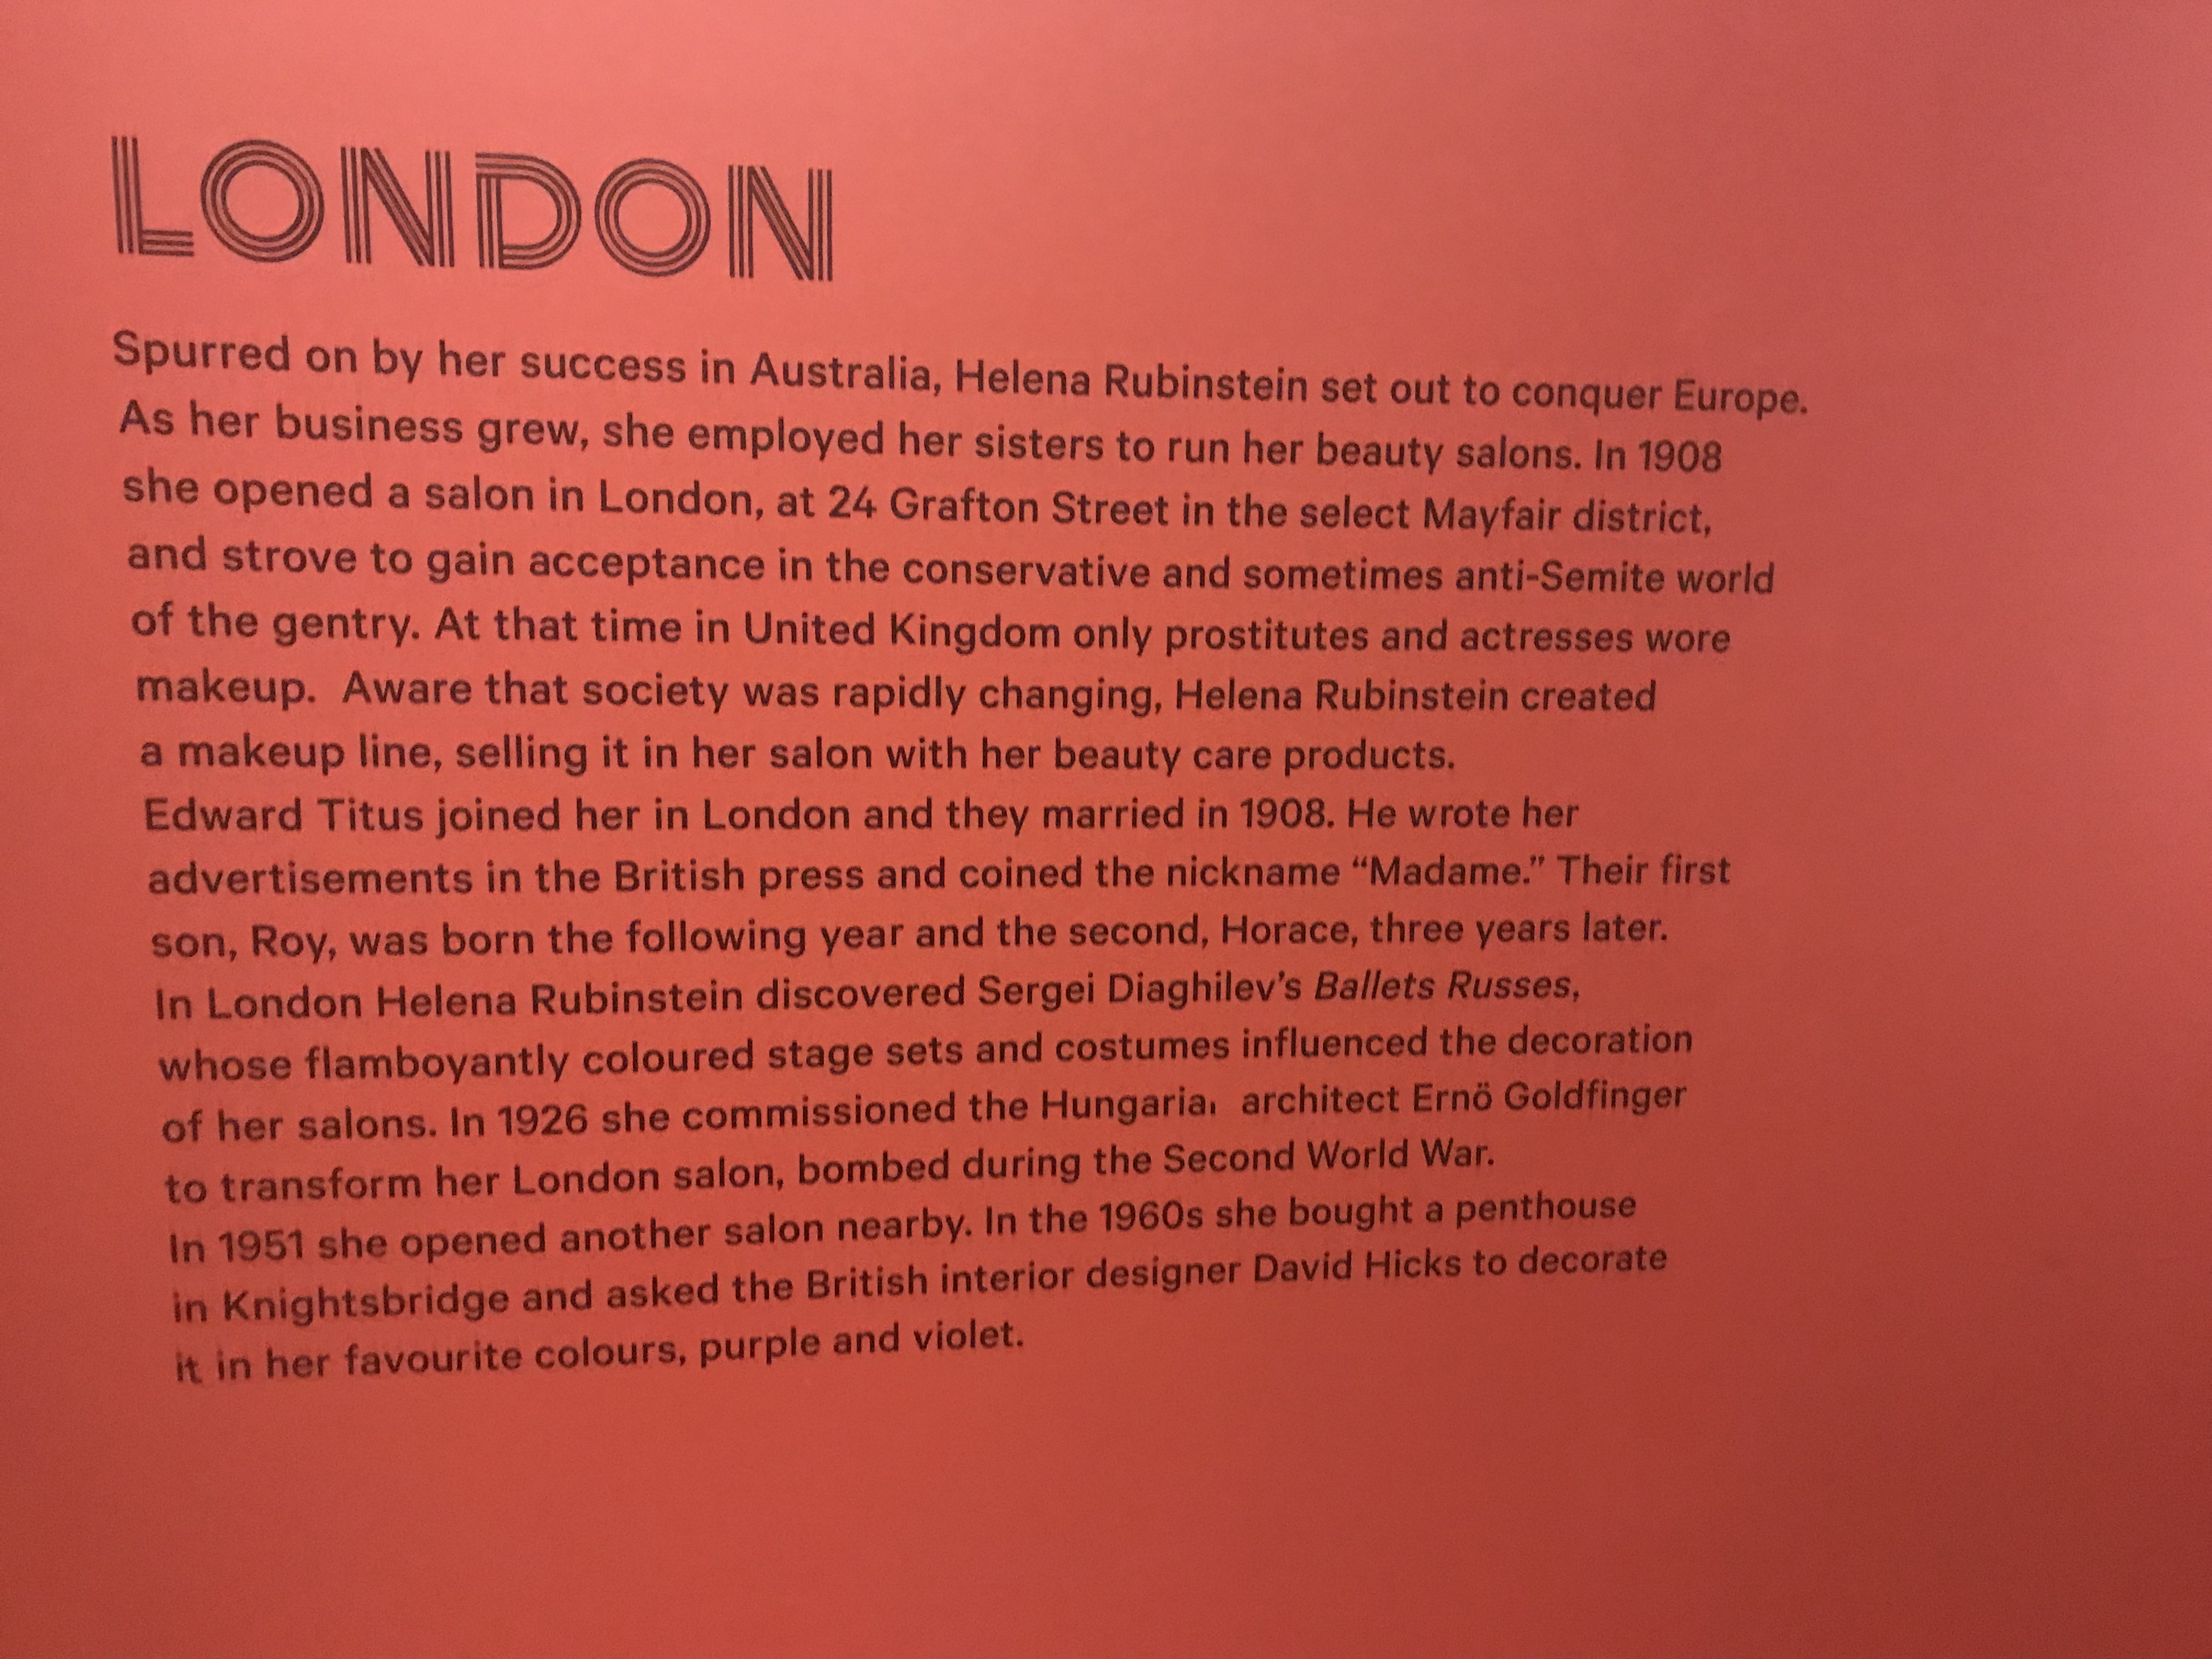 LONDON
Spurred on by her success in Australia, Helena Rubinstein set out to conquer Europe.
As her business grew, she employed her sisters to run her beauty salons. In 1908
she opened a salon in London, at 24 Grafton Street in the select Mayfair district,
and strove to gain acceptance in the conservative and sometimes anti-Semite world
of the gentry. At that time in United Kingdom only prostitutes and actresses wore
makeup.  Aware that society was rapidly changing, Helena Rubinstein created
a makeup line, selling it in her salon with her beauty care products.
Edward Titus joined her in London and they married in 1908. He wrote her
advertisements in the British press and coined the nickname “Madame.” Their first
son, Roy, was born the following year and the second, Horace, three years later.
In London Helena Rubinstein discovered Sergei Diaghilev’s Ballets Russes,
whose flamboyantly coloured stage sets and costumes influenced the decoration
of her salons. In 1926 she commissioned the Hungaria architect Ernö Goldfinger
to transform her London salon, bombed during the Second World War.
In 1951 she opened another salon nearby. In the 1960s she bought a penthouse
in Knightsbridge and asked the British interior designer David Hicks to decorate
it in her favourite colours, purple and violet.